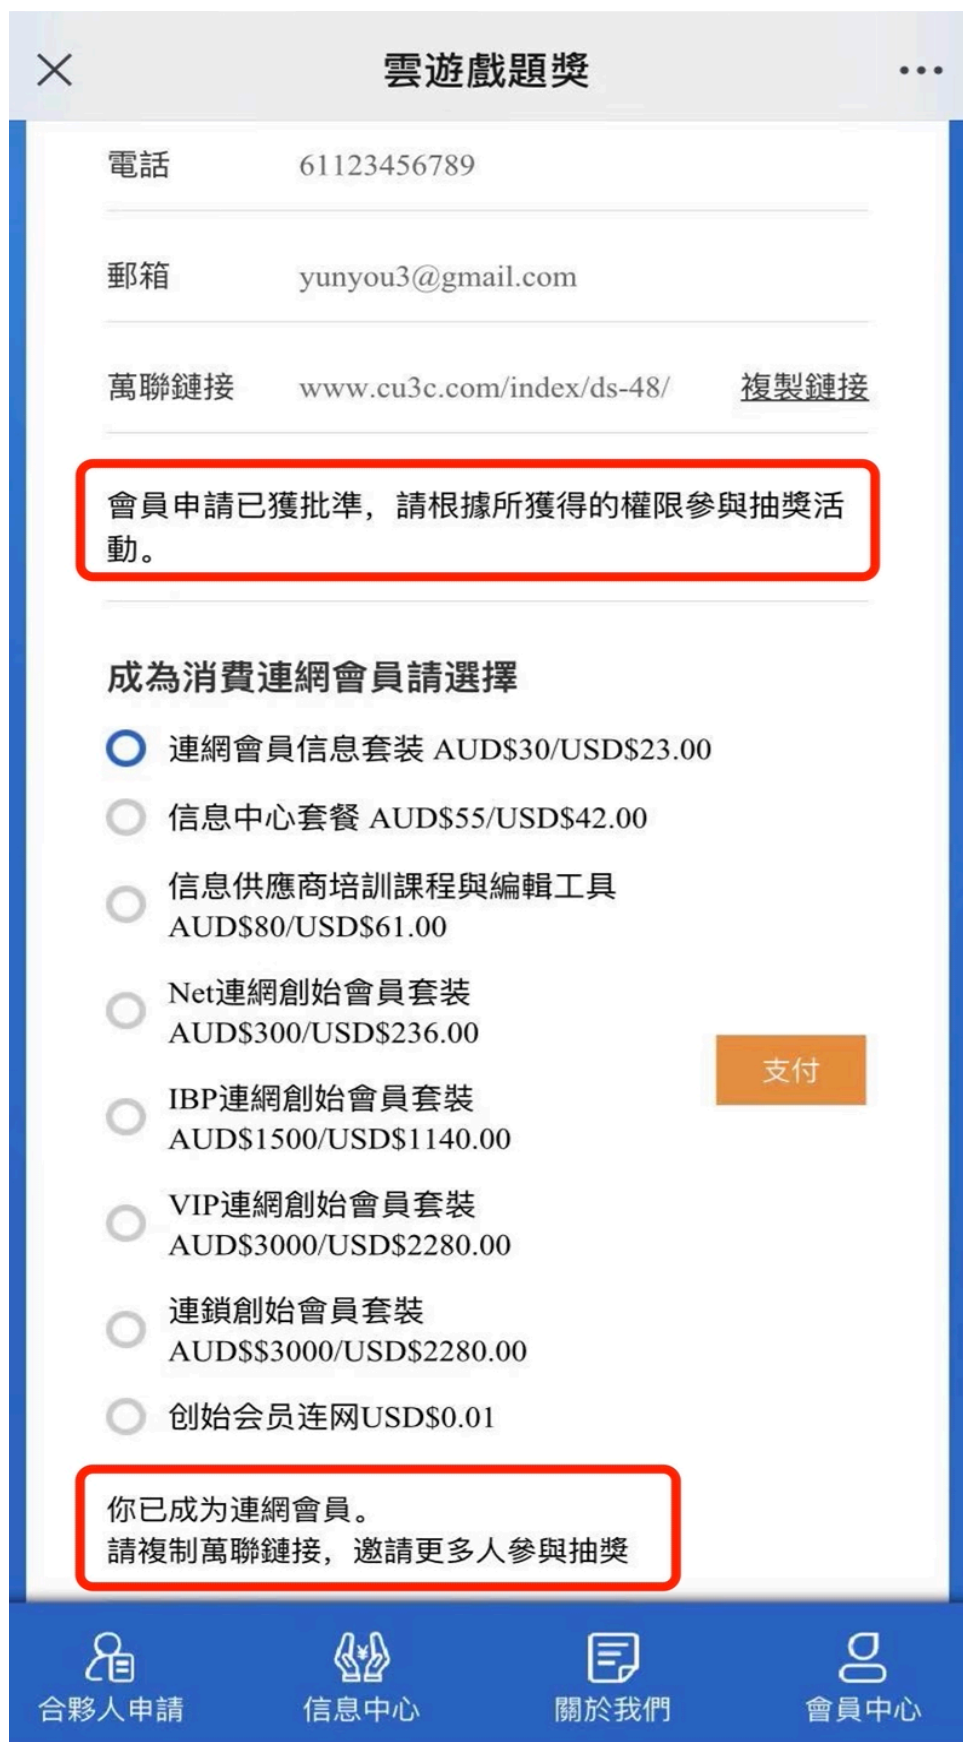 雲遊戲題獎
電話 61123456789
郵箱 yunyou3@gmail.com
萬聯鏈接 www.cu3c.com/index/ds-48/ 複製鏈接
會員申請已獲批準，請根據所獲得的權限參與抽獎活
動。
成為消費連網會員請選擇
連網會員信息套装 AUD$30/USD$23.00
信息中心套餐 AUD$55/USD$42.00
信息供應商培訓課程與編輯工具
AUD$80/USD$61.00
Net連網創始會員套装
AUD$300/USD$236.00
支付
IBP連網創始會員套裝
AUD$1500/USD$1140.00
VIP連網創始會員套裝
AUD$3000/USD$2280.00
連鎖創始會員套裝
AUD$$3000/USD$2280.00
创始会员连网USD$0.01
你已成为連網會員。
請複制萬聯鏈接，邀請更多人參與抽獎
合夥人申請 信息中心 關於我們 會員中心